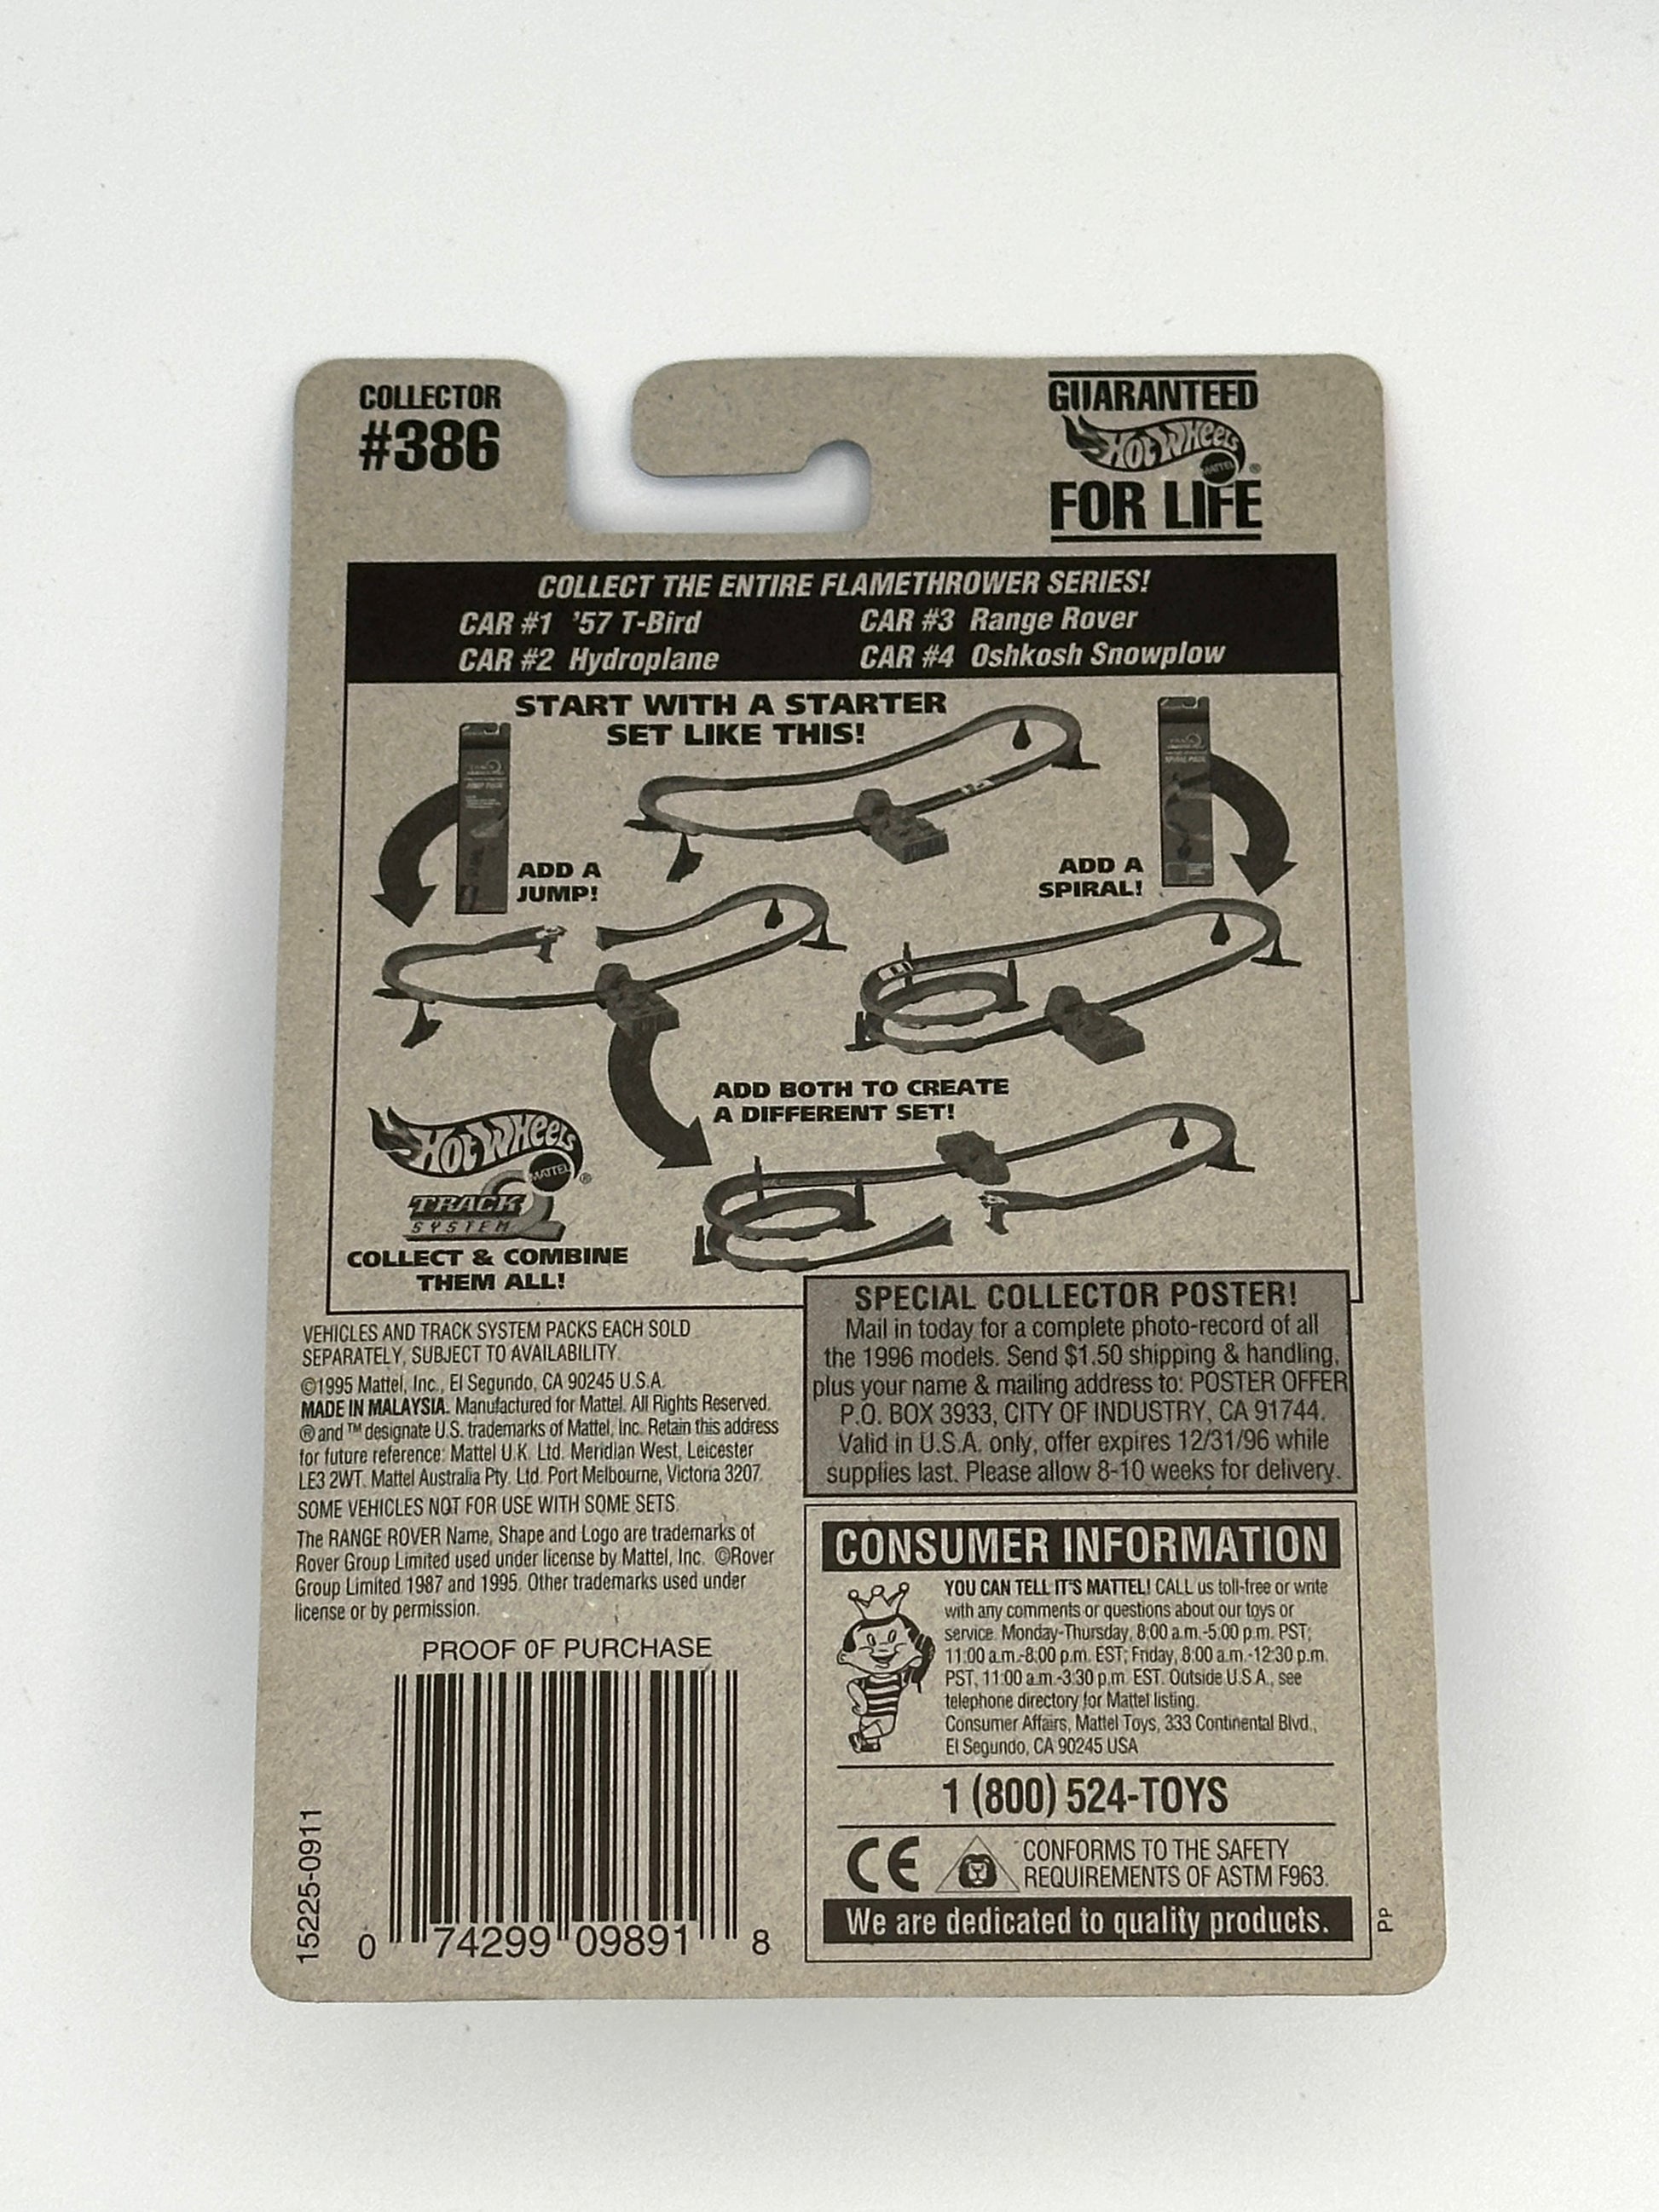 COLLECTOR
#386
GUARANTEED
HOT WHEELS
MATTEL ®
FOR LIFE
COLLECT THE ENTIRE FLAMETHROWER SERIES!
CAR #1 '57 T-Bird
CAR #2 Hydroplane
CAR #3 Range Rover
CAR #4 Oshkosh Snowplow
START WITH A STARTER
SET LIKE THIS!
ADD A
JUMP!
ADD A
SPIRAL!
ADD BOTH TO CREATE
A DIFFERENT SET!
HOT WHEELS
MATTEL ®
TRACK
SYSTEM
COLLECT & COMBINE
THEM ALL!
VEHICLES AND TRACK SYSTEM PACKS EACH SOLD
SEPARATELY, SUBJECT TO AVAILABILITY.
©1995 Mattel, Inc., El Segundo, CA 90245 U.S.A.
MADE IN MALAYSIA. Manufactured for Mattel. All Rights Reserved.
® and ™ designate U.S. trademarks of Mattel, Inc. Retain this address
for future reference: Mattel U.K. Ltd. Meridian West, Leicester
LE3 2WT. Mattel Australia Pty. Ltd. Port Melbourne, Victoria 3207.
SOME VEHICLES NOT FOR USE WITH SOME SETS.
The RANGE ROVER Name, Shape and Logo are trademarks of
Rover Group Limited used under license by Mattel, Inc. ©Rover
Group Limited 1987 and 1995. Other trademarks used under
license or by permission.
PROOF OF PURCHASE
15225-0911
0 74299 09891 8
SPECIAL COLLECTOR POSTER!
Mail in today for a complete photo-record of all
the 1996 models. Send $1.50 shipping & handling,
plus your name & mailing address to: POSTER OFFER
P.O. BOX 3933, CITY OF INDUSTRY, CA 91744.
Valid in U.S.A. only, offer expires 12/31/96 while
supplies last. Please allow 8-10 weeks for delivery.
CONSUMER INFORMATION
YOU CAN TELL IT'S MATTEL! CALL us toll-free or write
with any comments or questions about our toys or
service. Monday-Thursday, 8:00 a.m.-5:00 p.m. PST;
11:00 a.m.-8:00 p.m. EST; Friday, 8:00 a.m.-12:30 p.m.
PST, 11:00 a.m.-3:30 p.m. EST. Outside U.S.A., see
telephone directory for Mattel listing.
Consumer Affairs, Mattel Toys, 333 Continental Blvd.,
El Segundo, CA 90245 USA
1 (800) 524-TOYS
CE
CONFORMS TO THE SAFETY
REQUIREMENTS OF ASTM F963.
We are dedicated to quality products.
PP